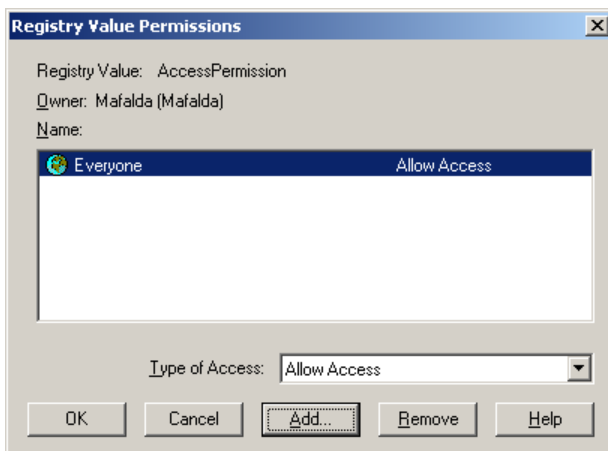 Registry Value Permissions
Registry Value: AccessPermission
Owner: Mafalda (Mafalda)
Name:
Everyone Allow Access
Type of Access: Allow Access
OK Cancel Add... Remove Help